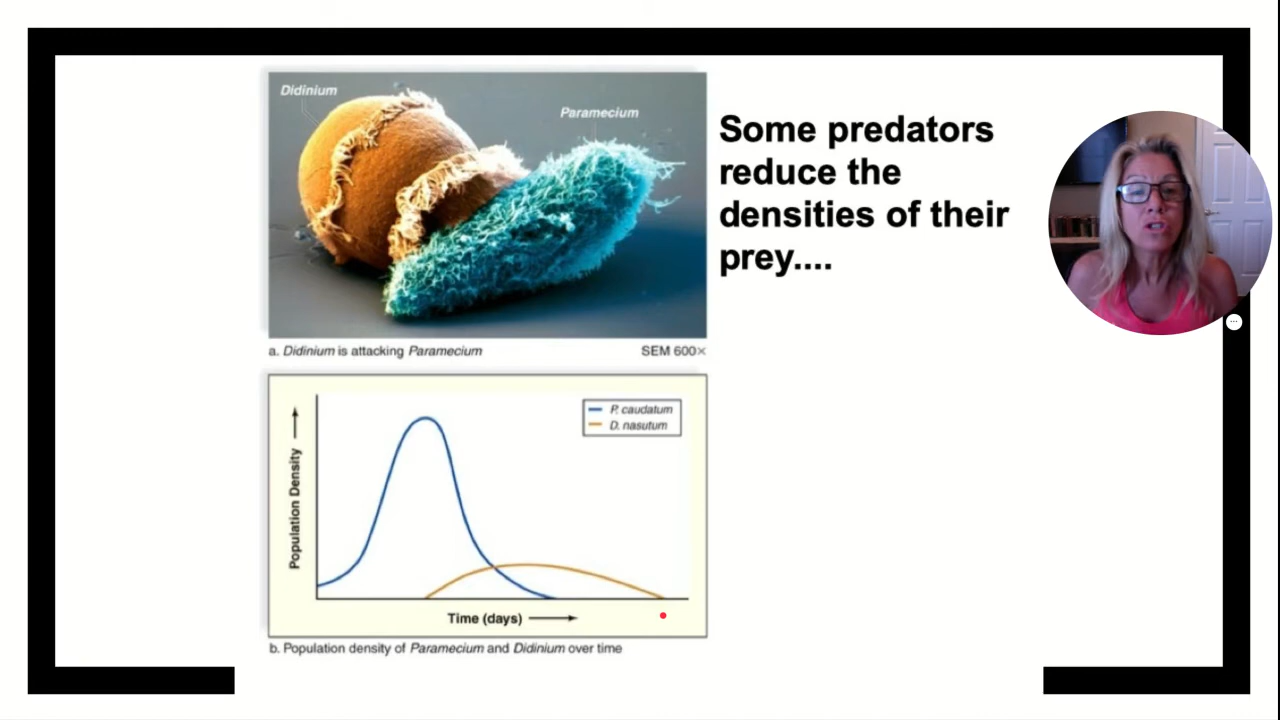 Didinium
Paramecium
Some predators
reduce the
densities of their
prey....
a. Didinium is attacking Paramecium
SEM 600×
P. caudatum
D. nasutum
Population Density
Time (days)
b. Population density of Paramecium and Didinium over time